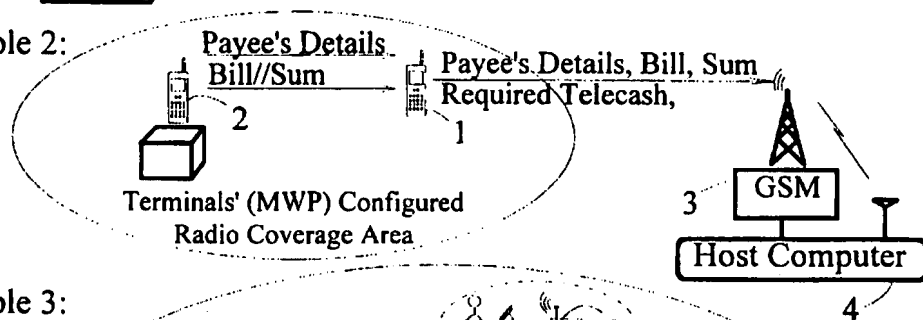 ple 2:
Payee's Details
Bill//Sum
Payee's Details, Bill, Sum
Required Telecash,
2
1
Terminals' (MWP) Configured
Radio Coverage Area
3
GSM
Host Computer
4
ple 3: